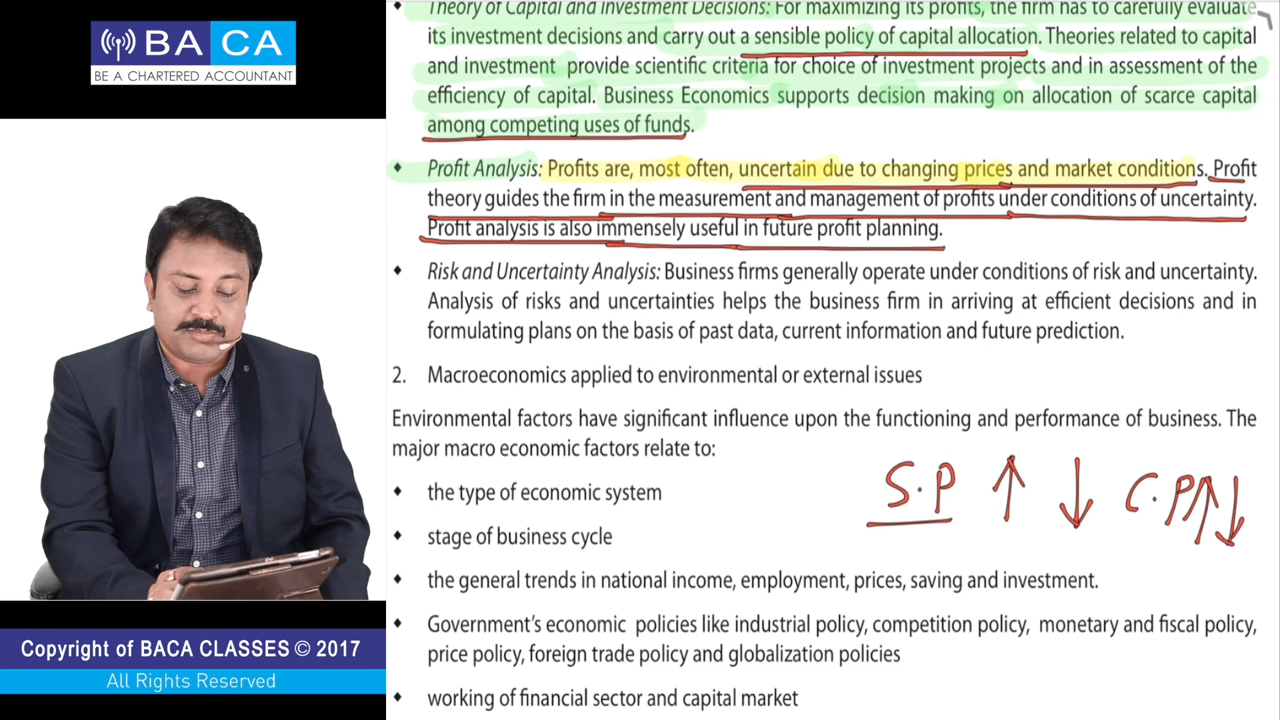 BACA
BE A CHARTERED ACCOUNTANT
• Theory of Capital and Investment Decisions: For maximizing its profits, the firm has to carefully evaluate
its investment decisions and carry out a sensible policy of capital allocation. Theories related to capital
and investment provide scientific criteria for choice of investment projects and in assessment of the
efficiency of capital. Business Economics supports decision making on allocation of scarce capital
among competing uses of funds.
♦ Profit Analysis: Profits are, most often, uncertain due to changing prices and market conditions. Profit
theory guides the firm in the measurement and management of profits under conditions of uncertainty.
Profit analysis is also immensely useful in future profit planning.
♦ Risk and Uncertainty Analysis: Business firms generally operate under conditions of risk and uncertainty.
Analysis of risks and uncertainties helps the business firm in arriving at efficient decisions and in
formulating plans on the basis of past data, current information and future prediction.
2. Macroeconomics applied to environmental or external issues
Environmental factors have significant influence upon the functioning and performance of business. The
major macro economic factors relate to:
♦ the type of economic system
S.P ↑ ↓ C.P↑↓
♦ stage of business cycle
♦ the general trends in national income, employment, prices, saving and investment.
♦ Government's economic policies like industrial policy, competition policy, monetary and fiscal policy,
price policy, foreign trade policy and globalization policies
♦ working of financial sector and capital market
Copyright of BACA CLASSES © 2017
All Rights Reserved